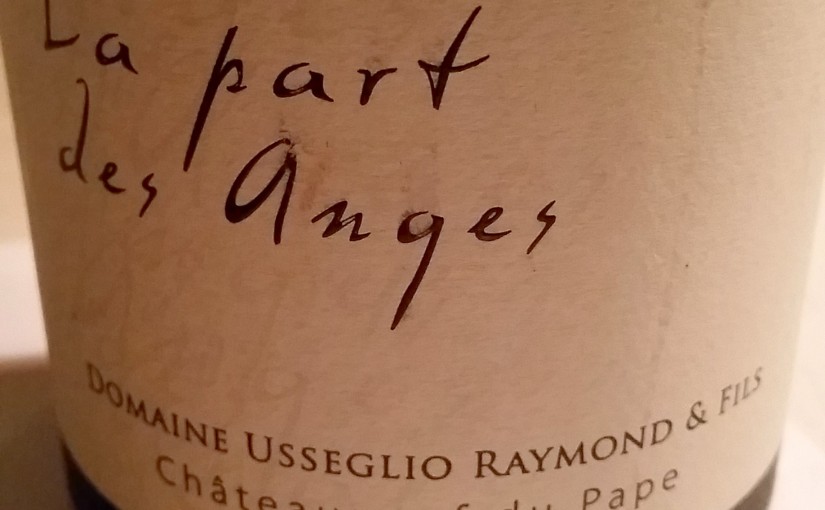 La part
des Anges
DOMAINE USSEGLIO RAYMOND & FILS
du Pape